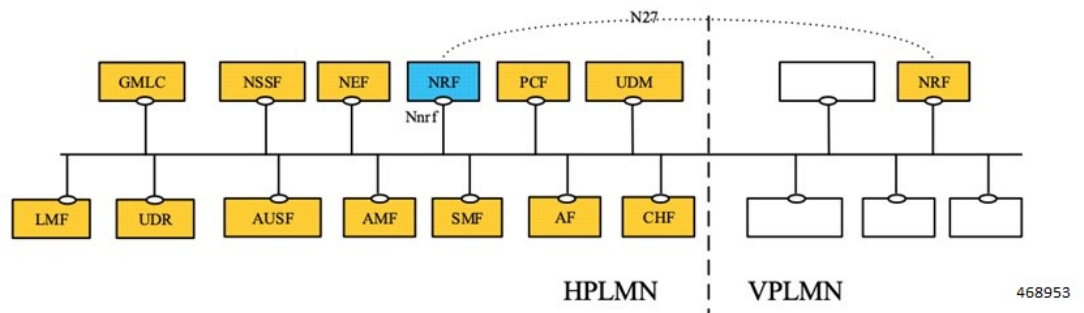 N27
GMLC
NSSF
NEF
NRF
PCF
UDM
NRF
Nnrf
LMF
UDR
AUSF
AMF
SMF
AF
CHF
HPLMN
VPLMN
468953